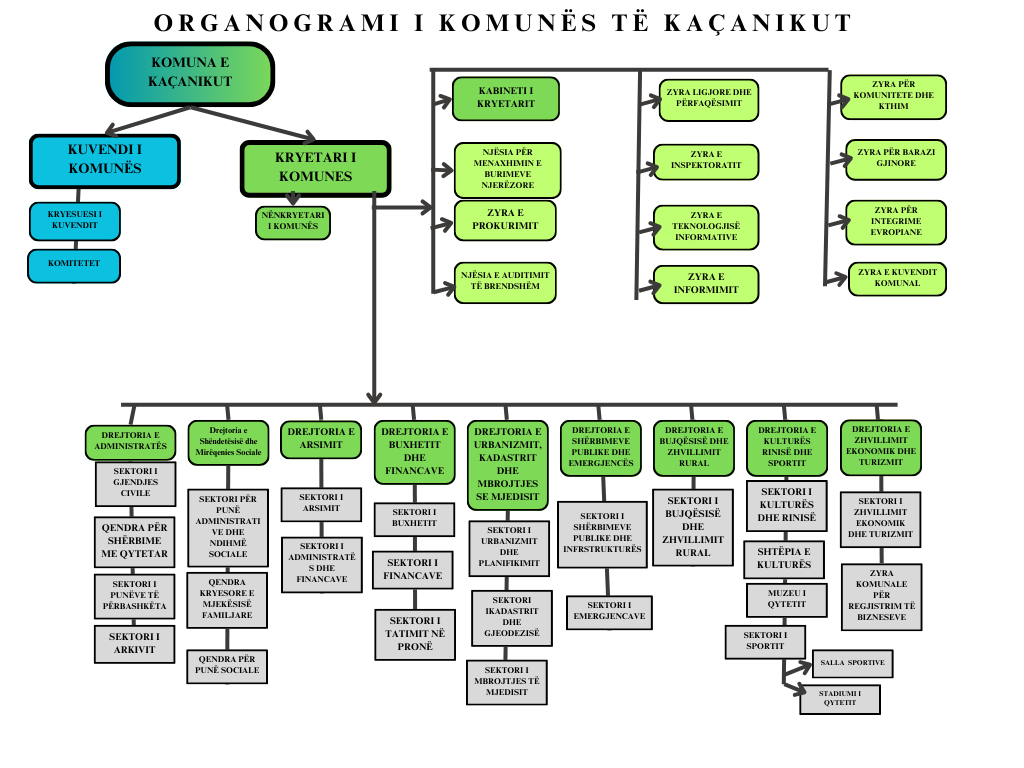 ORGANOGRAMI I KOMUNËS TË KAÇANIKUT
KOMUNA E
KAÇANIKUT
KUVENDI I
KOMUNËS
KRYESUESI I
KUVENDIT
KOMITETET
KRYETARI I
KOMUNES
NËNKRYETARI
I KOMUNËS
KABINETI I
KRYETARIT
NJËSIA PËR
MENAXHIMIN E
BURIMEVE
NJERËZORE
ZYRA E
PROKURIMIT
NJËSIA E AUDITIMIT
TË BRENDSHËM
ZYRA LIGJORE DHE
PËRFAQËSIMIT
ZYRA E
INSPEKTORATIT
ZYRA E
TEKNOLOGJISË
INFORMATIVE
ZYRA E
INFORMIMIT
ZYRA PËR
KOMUNITETE DHE
KTHIM
ZYRA PËR BARAZI
GJINORE
ZYRA PËR
INTEGRIME
EVROPIANE
ZYRA E KUVENDIT
KOMUNAL
DREJTORIA E
ADMINISTRATËS
SEKTORI I
GJENDJES
CIVILE
QENDRA PËR
SHËRBIME
ME QYTETAR
SEKTORI I
PUNËVE TË
PËRBASHKËTA
SEKTORI I
ARKIVIT
Drejtoria e
Shëndetësisë dhe
Mirëqenies Sociale
SEKTORI PËR
PUNË
ADMINISTRATI
VE DHE
NDIHMË
SOCIALE
QENDRA
KRYESORE E
MJEKËSISË
FAMILJARE
QENDRA PËR
PUNË SOCIALE
DREJTORIA E
ARSIMIT
SEKTORI I
ARSIMIT
SEKTORI I
ADMINISTRATË
S DHE
FINANCAVE
DREJTORIA E
BUXHETIT
DHE
FINANCAVE
SEKTORI I
BUXHETIT
SEKTORI I
FINANCAVE
SEKTORI I
TATIMIT NË
PRONË
DREJTORIA E
URBANIZMIT,
KADASTRIT
DHE
MBROJTJES
SE MJEDISIT
SEKTORI I
URBANIZMIT
DHE
PLANIFIKIMIT
SEKTORI
IKADASTRIT
DHE
GJEODEZISË
SEKTORI I
MBROJTJES TË
MJEDISIT
DREJTORIA E
SHËRBIMEVE
PUBLIKE DHE
EMERGJENCËS
SEKTORI I
SHËRBIMEVE
PUBLIKE DHE
INFRSTRUKTURËS
SEKTORI I
EMERGJENCAVE
DREJTORIA E
BUJQËSISË DHE
ZHVILLIMIT
RURAL
SEKTORI I
BUJQËSISË
DHE
ZHVILLIMIT
RURAL
DREJTORIA E
KULTURËS
RINISË DHE
SPORTIT
SEKTORI I
KULTURËS
DHE RINISË
SHTËPIA E
KULTURËS
MUZEU I
QYTETIT
SEKTORI I
SPORTIT
SALLA SPORTIVE
STADIUMI I
QYTETIT
DREJTORIA E
ZHVILLIMIT
EKONOMIK DHE
TURIZMIT
SEKTORI I
ZHVILLIMIT
EKONOMIK
DHE TURIZMIT
ZYRA
KOMUNALE
PËR
REGJISTRIM TË
BIZNESEVE